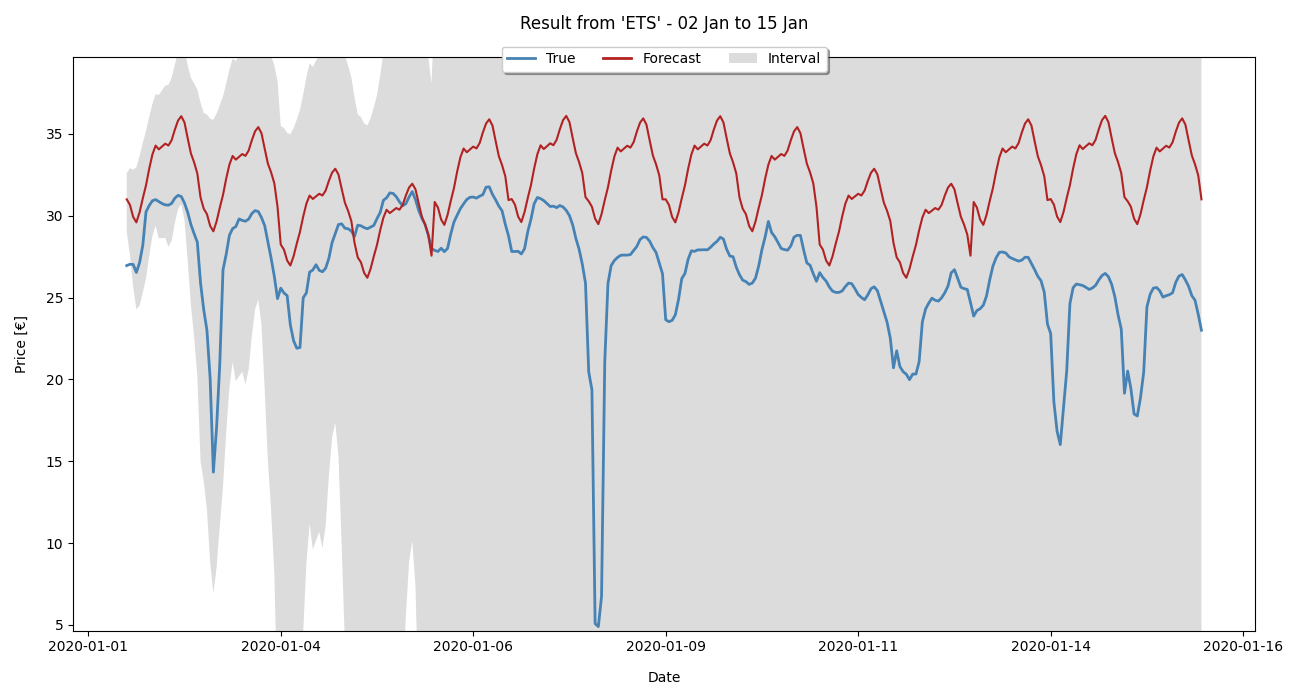 Result from 'ETS' - 02 Jan to 15 Jan
True Forecast Interval
Price [€]
35
30
25
20
15
10
5
2020-01-01 2020-01-04 2020-01-06 2020-01-09 2020-01-11 2020-01-14 2020-01-16
Date